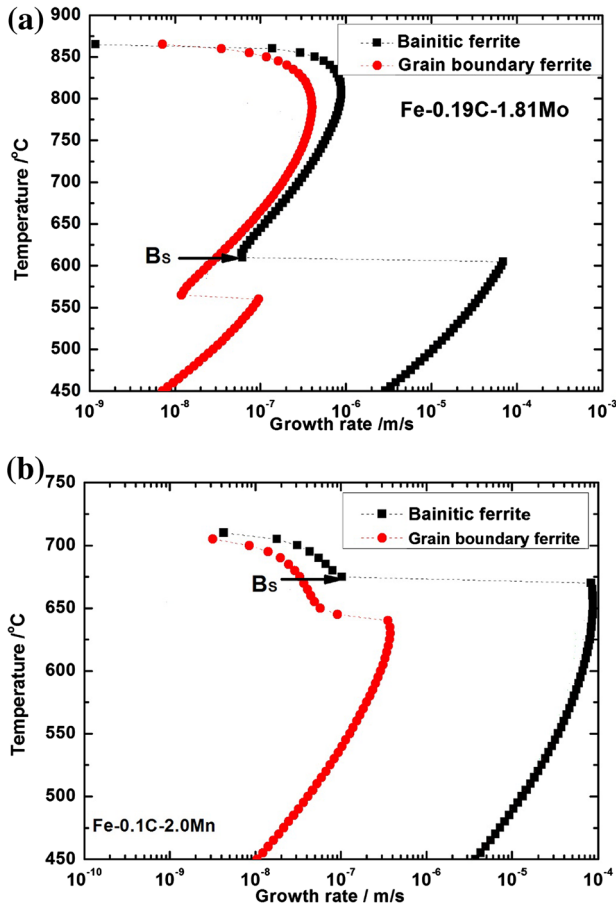 (a)
900
850
800
750
700
650
600
550
500
450
Temperature /°C
Bainitic ferrite
Grain boundary ferrite
Fe-0.19C-1.81Mo
BS
10-9
10-8
10-7
10-6
10-5
10-4
10-3
Growth rate /m/s
(b)
750
700
650
600
550
500
450
Temperature /°C
Bainitic ferrite
Grain boundary ferrite
BS
Fe-0.1C-2.0Mn
10-10
10-9
10-8
10-7
10-6
10-5
10-4
Growth rate / m/s